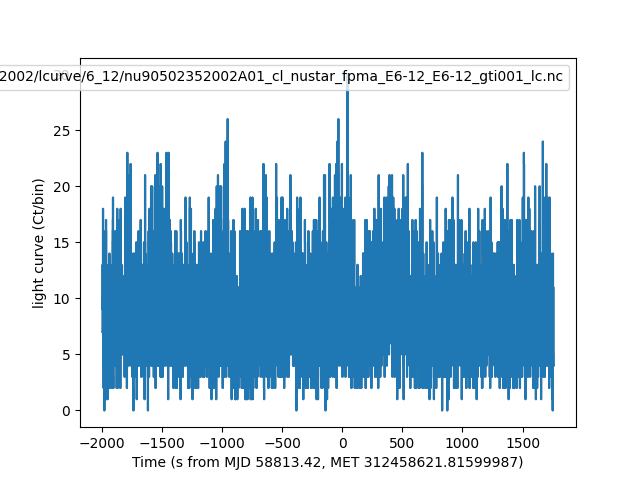 2002/lcurve/6_12/nu90502352002A01_cl_nustar_fpma_E6-12_E6-12_gti001_lc.nc
25
20
15
10
5
0
light curve (Ct/bin)
−2000 −1500 −1000 −500 0 500 1000 1500
Time (s from MJD 58813.42, MET 312458621.81599987)